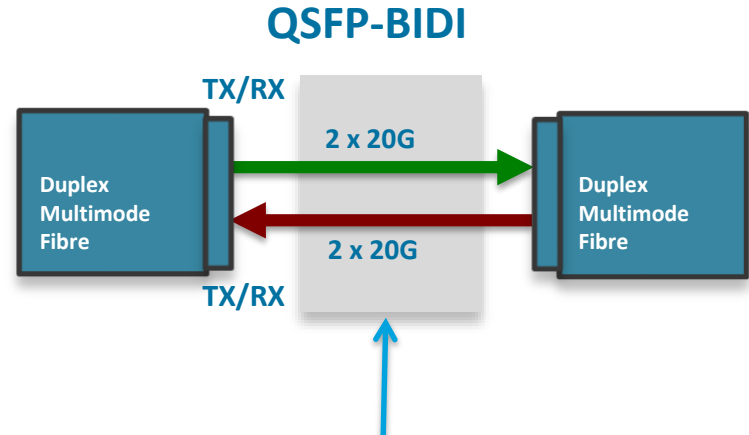 QSFP-BIDI
TX/RX
2 x 20G
Duplex
Multimode
Fibre
Duplex
Multimode
Fibre
2 x 20G
TX/RX